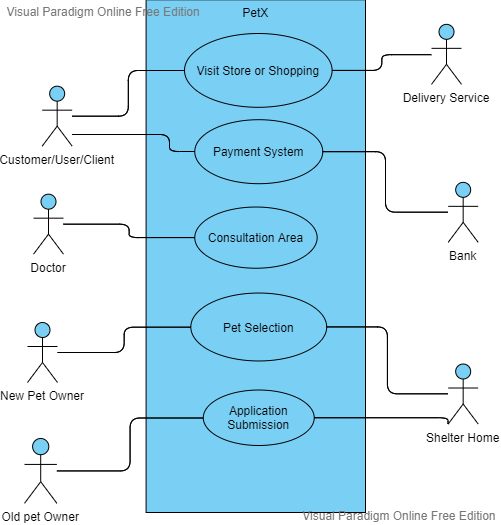 Visual Paradigm Online Free Edition
PetX
Visit Store or Shopping
Delivery Service
Customer/User/Client
Payment System
Bank
Doctor
Consultation Area
New Pet Owner
Pet Selection
Shelter Home
Application
Submission
Old pet Owner
Visual Paradigm Online Free Edition